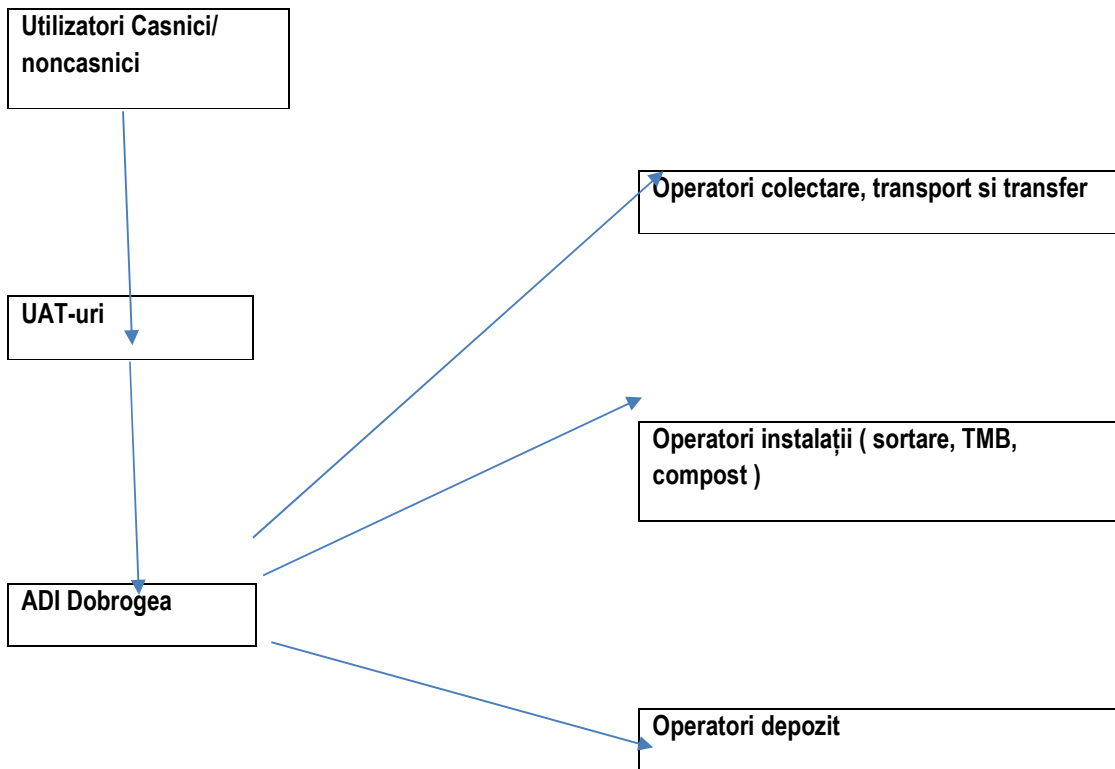 Utilizatori Casnici/
noncasnici
Operatori colectare, transport si transfer
UAT-uri
Operatori instalații ( sortare, TMB,
compost )
ADI Dobrogea
Operatori depozit